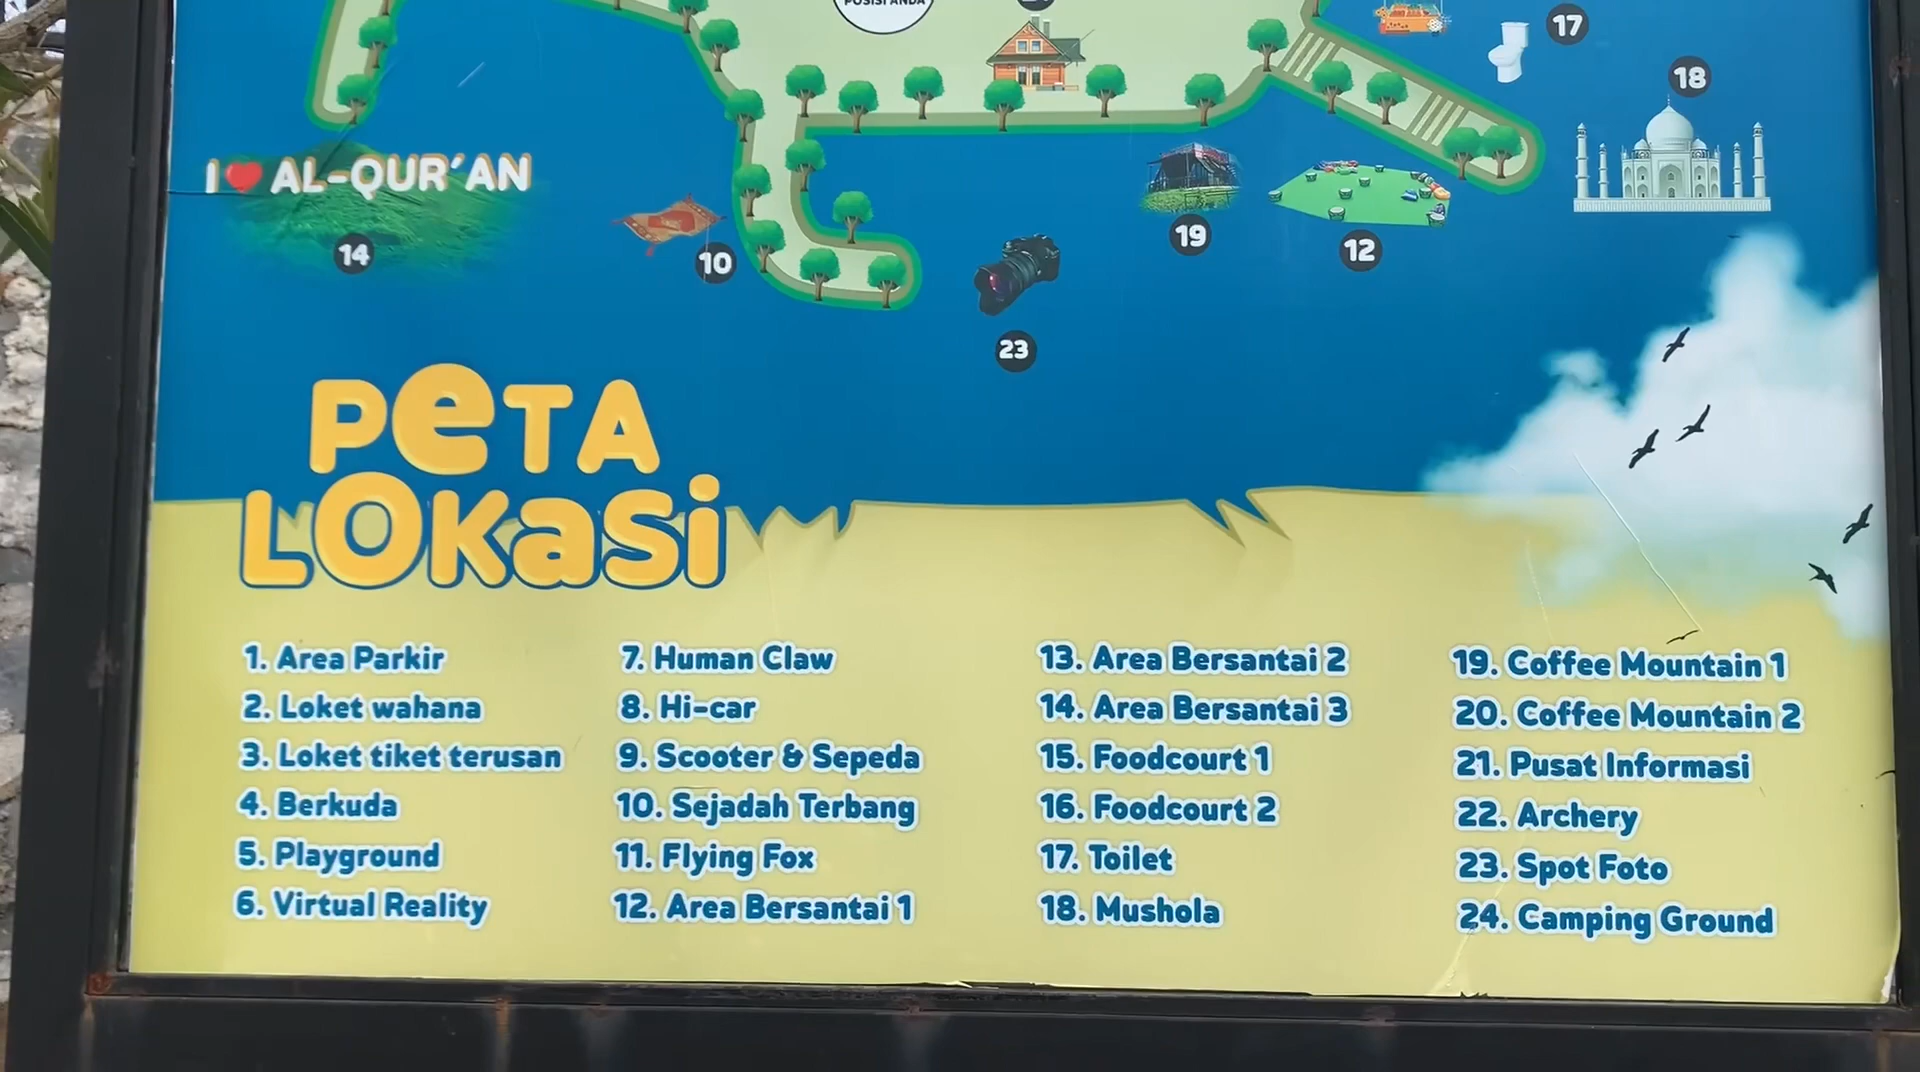 POSISI ANDA
17
18
I ❤ AL-QUR'AN
14
10
19
12
23
PETA
LOKASI
1. Area Parkir
2. Loket wahana
3. Loket tiket terusan
4. Berkuda
5. Playground
6. Virtual Reality
7. Human Claw
8. Hi-car
9. Scooter & Sepeda
10. Sejadah Terbang
11. Flying Fox
12. Area Bersantai 1
13. Area Bersantai 2
14. Area Bersantai 3
15. Foodcourt 1
16. Foodcourt 2
17. Toilet
18. Mushola
19. Coffee Mountain 1
20. Coffee Mountain 2
21. Pusat Informasi
22. Archery
23. Spot Foto
24. Camping Ground